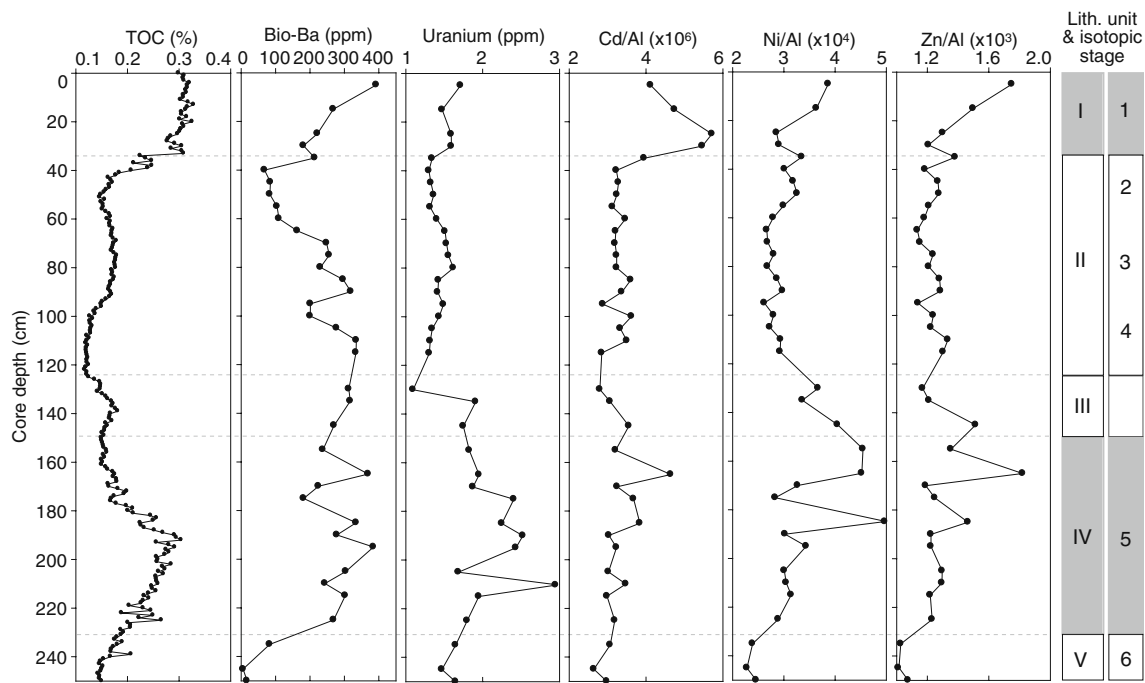 TOC (%)
Bio-Ba (ppm)
Uranium (ppm)
Cd/Al (x10⁶)
Ni/Al (x10⁴)
Zn/Al (x10³)
Lith. unit
& isotopic
stage
0.1 0.2 0.3 0.4
0 100 200 300 400
1 2 3
2 4 6
2 3 4 5
1.2 1.6 2.0
Core depth (cm)
0
20
40
60
80
100
120
140
160
180
200
220
240
I 1
II 2
3
4
III
IV 5
V 6